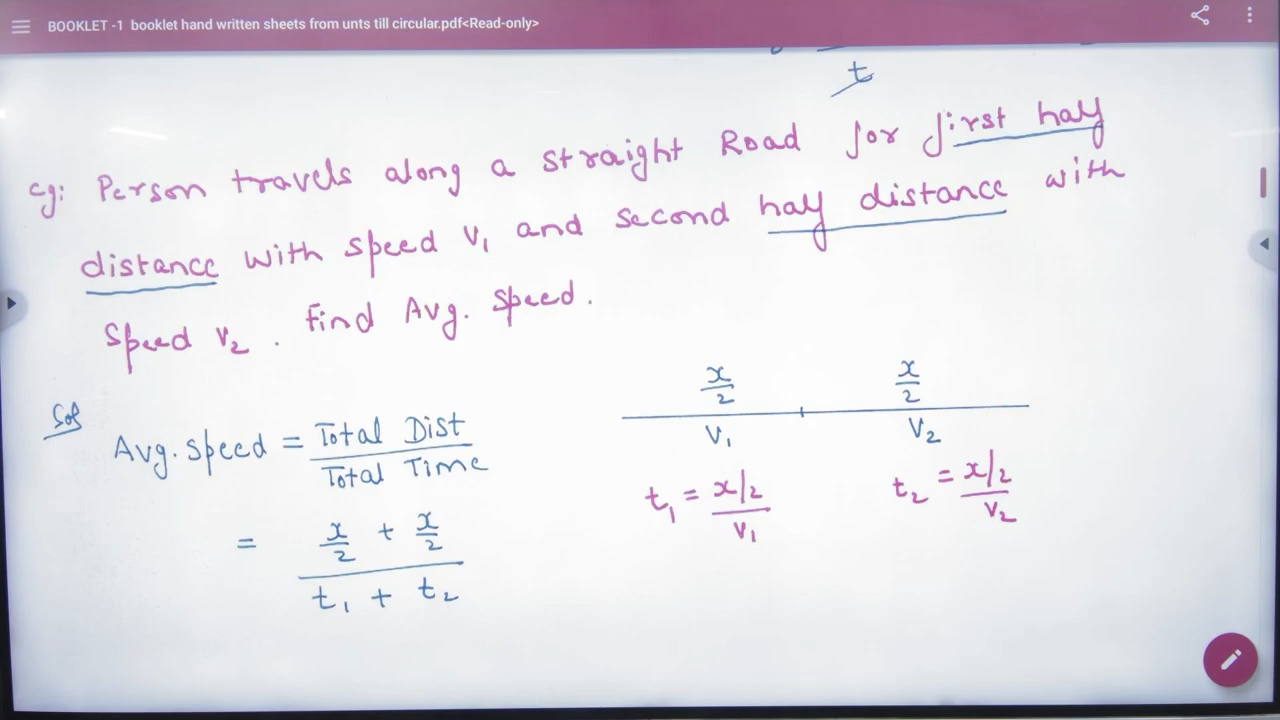 BOOKLET -1 booklet hand written sheets from unts till circular.pdf<Read-only>
t
eg: Person travels along a straight Road for first half
distance with speed v₁ and second half distance with
speed v₂ . Find Avg. speed.
Sol
Avg. speed = Total Dist / Total Time
= (x/2 + x/2) / (t₁ + t₂)
x/2 x/2
V₁ V₂
t₁ = (x/2) / V₁ t₂ = (x/2) / V₂